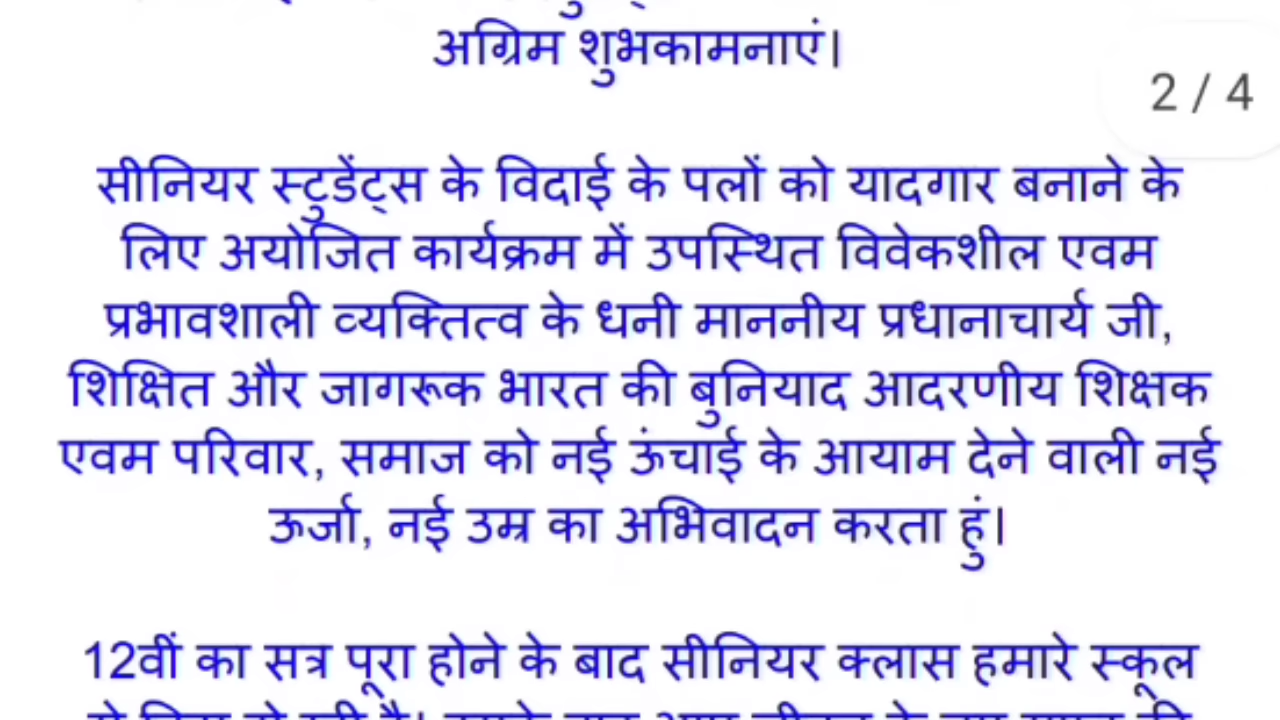 अग्रिम शुभकामनाएं।
2 / 4
सीनियर स्टुडेंट्स के विदाई के पलों को यादगार बनाने के
लिए अयोजित कार्यक्रम में उपस्थित विवेकशील एवम
प्रभावशाली व्यक्तित्व के धनी माननीय प्रधानाचार्य जी,
शिक्षित और जागरूक भारत की बुनियाद आदरणीय शिक्षक
एवम परिवार, समाज को नई ऊंचाई के आयाम देने वाली नई
ऊर्जा, नई उम्र का अभिवादन करता हुं।
12वीं का सत्र पूरा होने के बाद सीनियर क्लास हमारे स्कूल